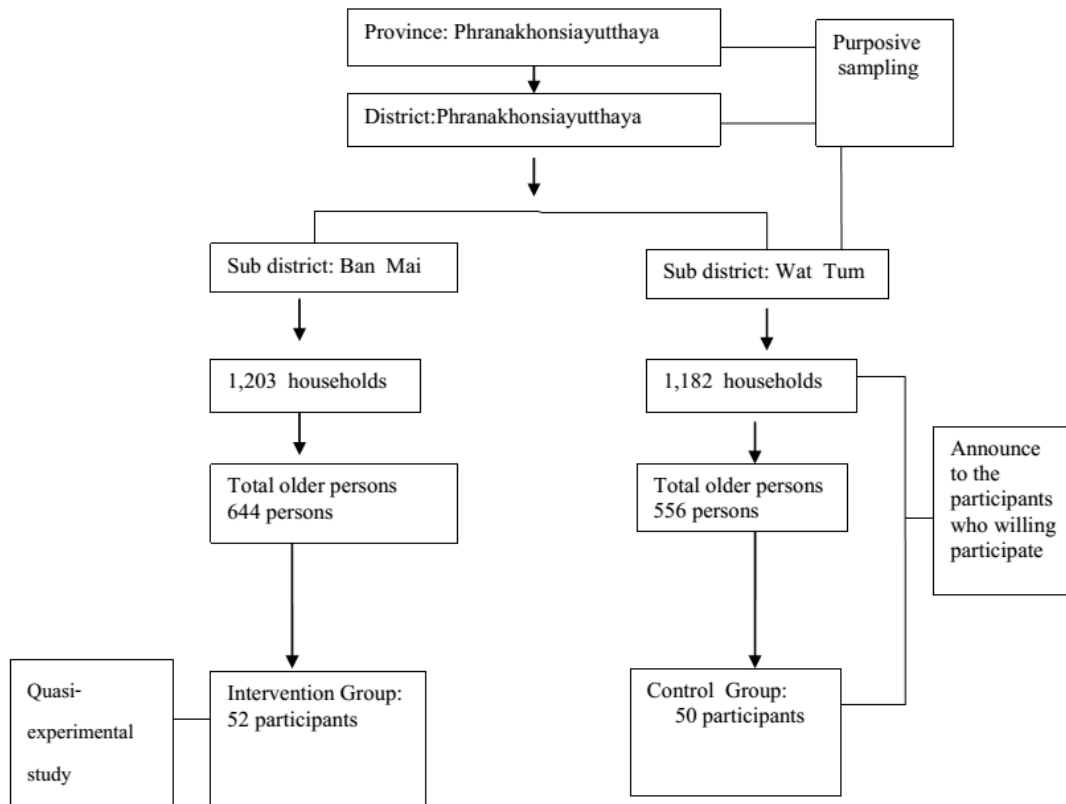 Province: Phranakhonsiayutthaya
Purposive
sampling
District:Phranakhonsiayutthaya
Sub district: Ban Mai
Sub district: Wat Tum
1,203 households
1,182 households
Total older persons
644 persons
Total older persons
556 persons
Announce
to the
participants
who willing
participate
Quasi-
experimental
study
Intervention Group:
52 participants
Control Group:
50 participants